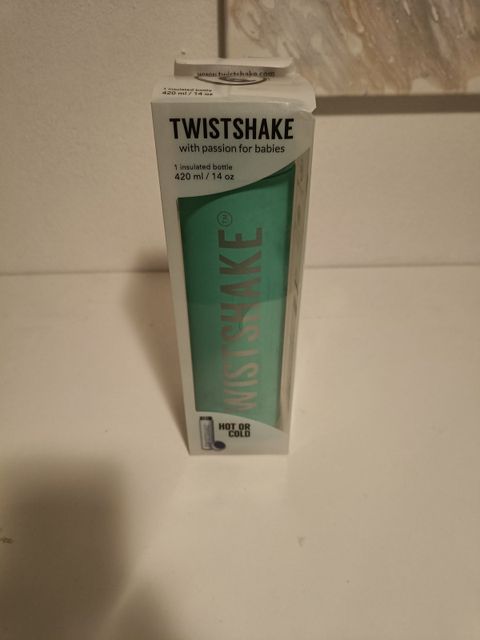 www.twistshake.com
1 insulated bottle
420 ml / 14 oz
TWISTSHAKE
with passion for babies
1 insulated bottle
420 ml / 14 oz
WISTSHAKE
HOT OR
COLD